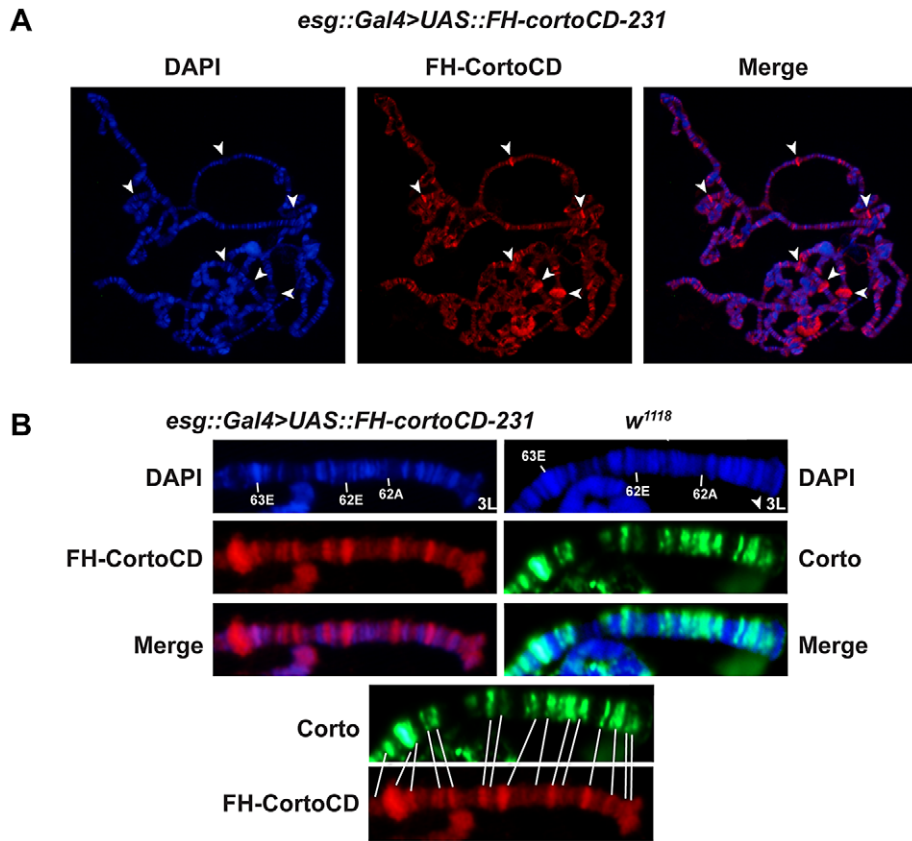 A
esg::Gal4>UAS::FH-cortoCD-231
DAPI FH-CortoCD Merge
B
esg::Gal4>UAS::FH-cortoCD-231 w1118
DAPI 63E 62E 62A 3L 63E 62E 62A 3L DAPI
FH-CortoCD Corto
Merge Merge
Corto
FH-CortoCD